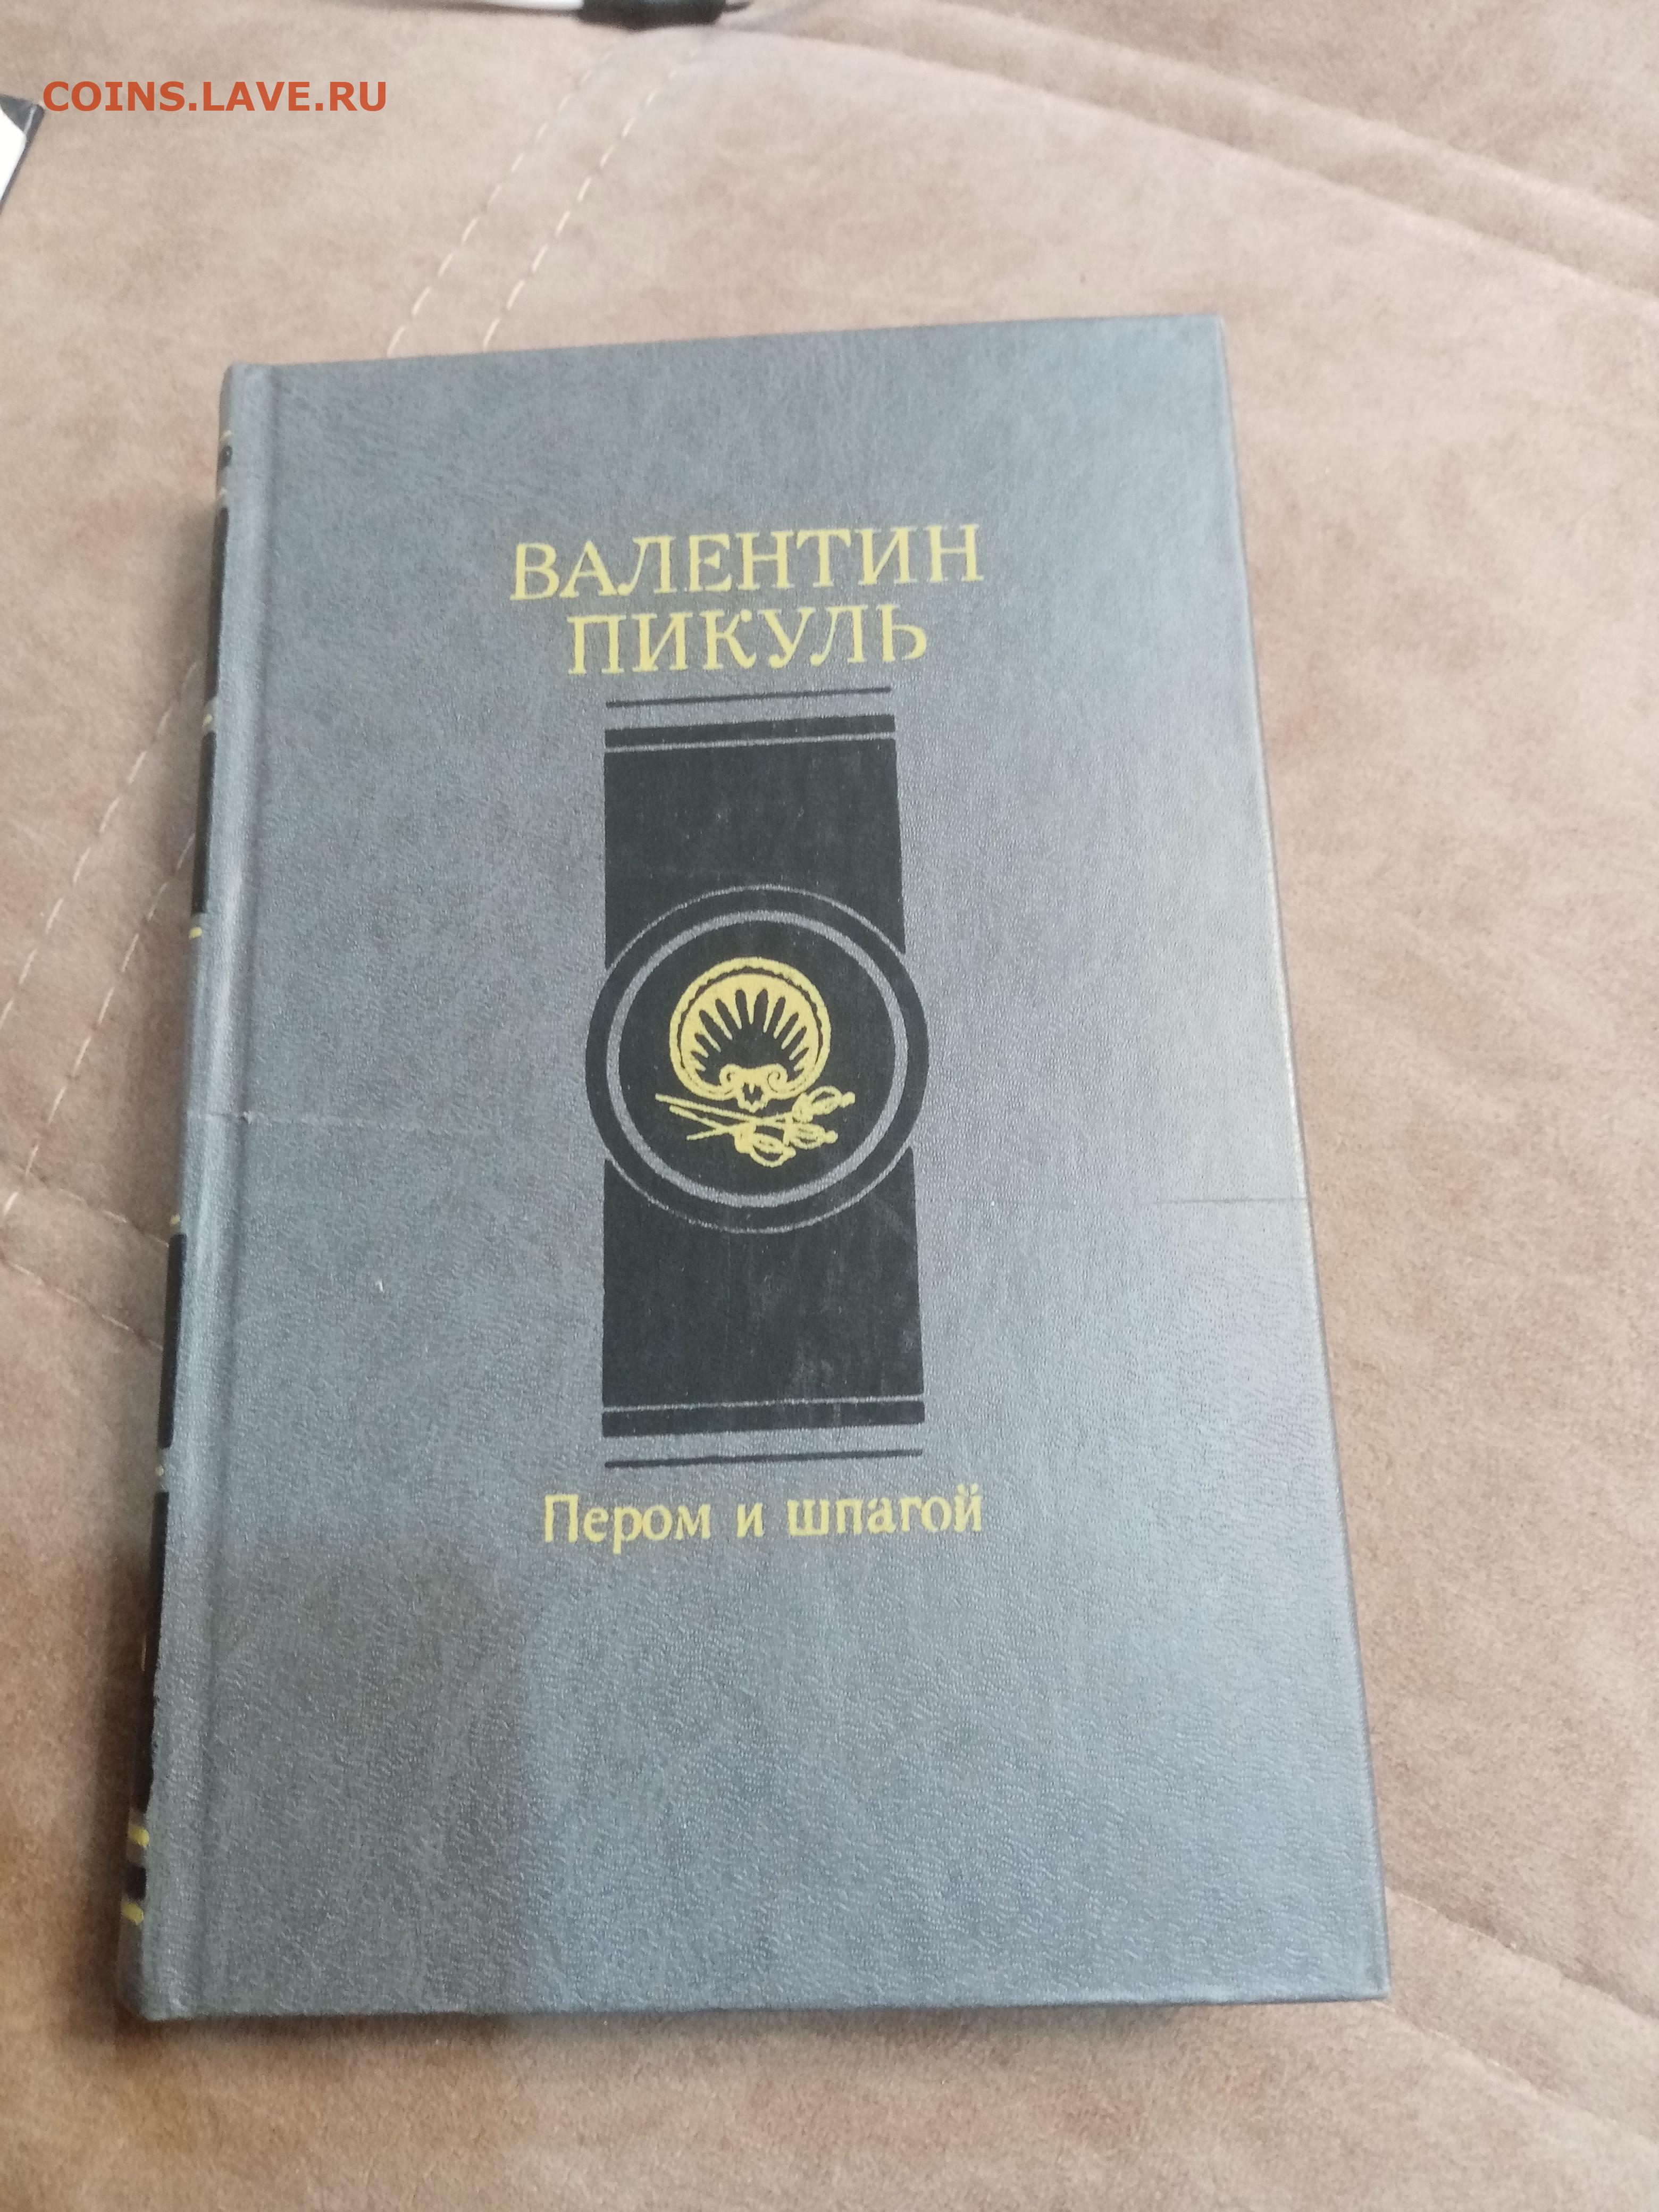 COINS.LAVE.RU
ВАЛЕНТИН
ПИКУЛЬ
Пером и шпагой